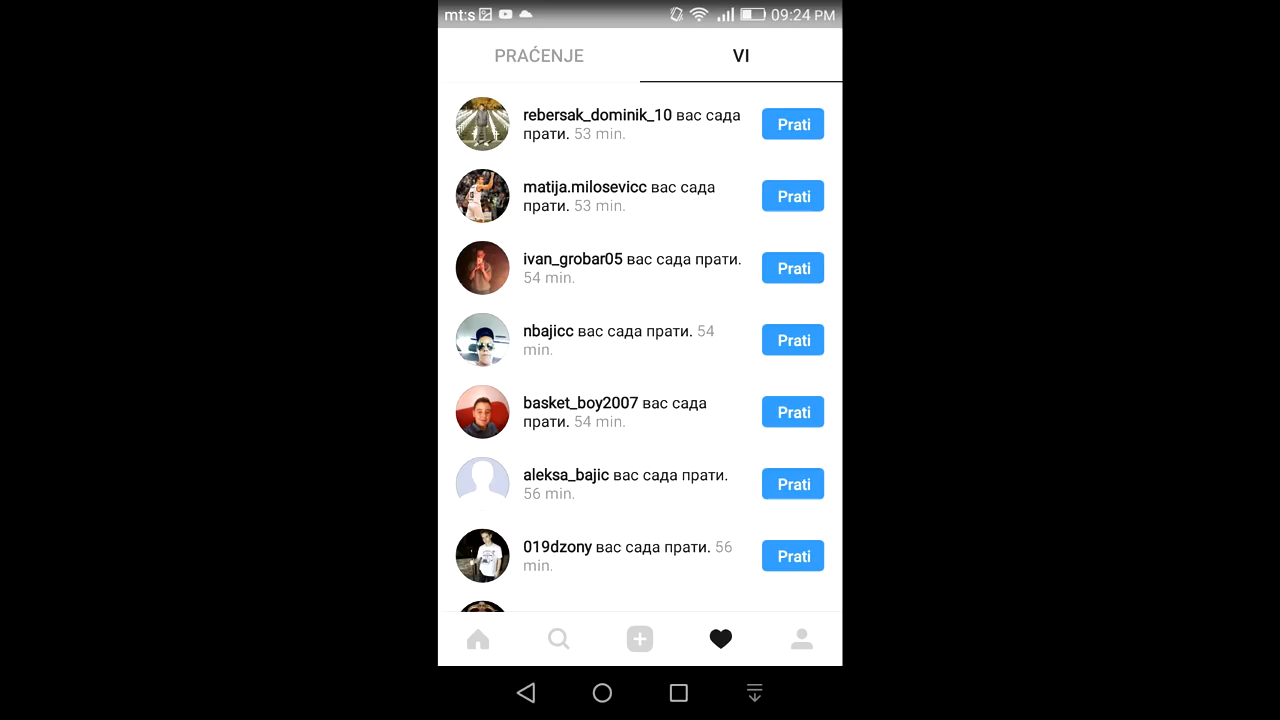 mt:s 09:24 PM
PRAĆENJE VI
rebersak_dominik_10 вас сада
прати. 53 min.
Prati
matija.milosevicc вас сада
прати. 53 min.
Prati
ivan_grobar05 вас сада прати.
54 min.
Prati
nbajicc вас сада прати. 54
min.
Prati
basket_boy2007 вас сада
прати. 54 min.
Prati
aleksa_bajic вас сада прати.
56 min.
Prati
019dzony вас сада прати. 56
min.
Prati